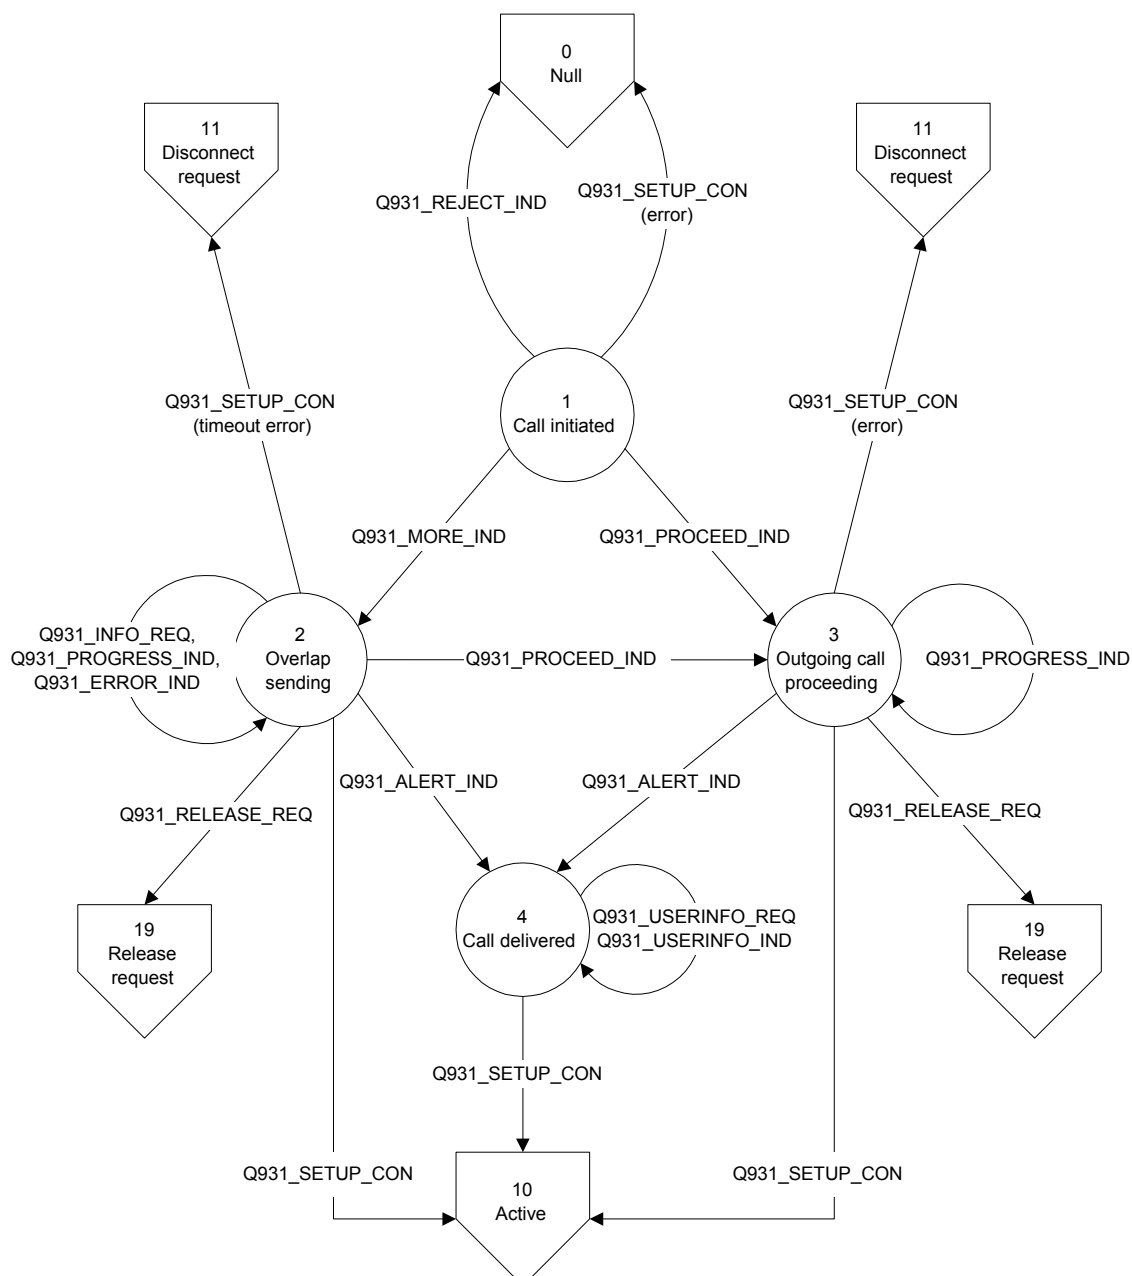 0
Null
11
Disconnect
request
11
Disconnect
request
Q931_REJECT_IND
Q931_SETUP_CON
(error)
Q931_SETUP_CON
(timeout error)
1
Call initiated
Q931_SETUP_CON
(error)
Q931_MORE_IND
Q931_PROCEED_IND
Q931_INFO_REQ,
Q931_PROGRESS_IND,
Q931_ERROR_IND
2
Overlap
sending
Q931_PROCEED_IND
3
Outgoing call
proceeding
Q931_PROGRESS_IND
Q931_RELEASE_REQ
Q931_ALERT_IND
Q931_ALERT_IND
Q931_RELEASE_REQ
19
Release
request
4
Call delivered
Q931_USERINFO_REQ
Q931_USERINFO_IND
19
Release
request
Q931_SETUP_CON
Q931_SETUP_CON
10
Active
Q931_SETUP_CON